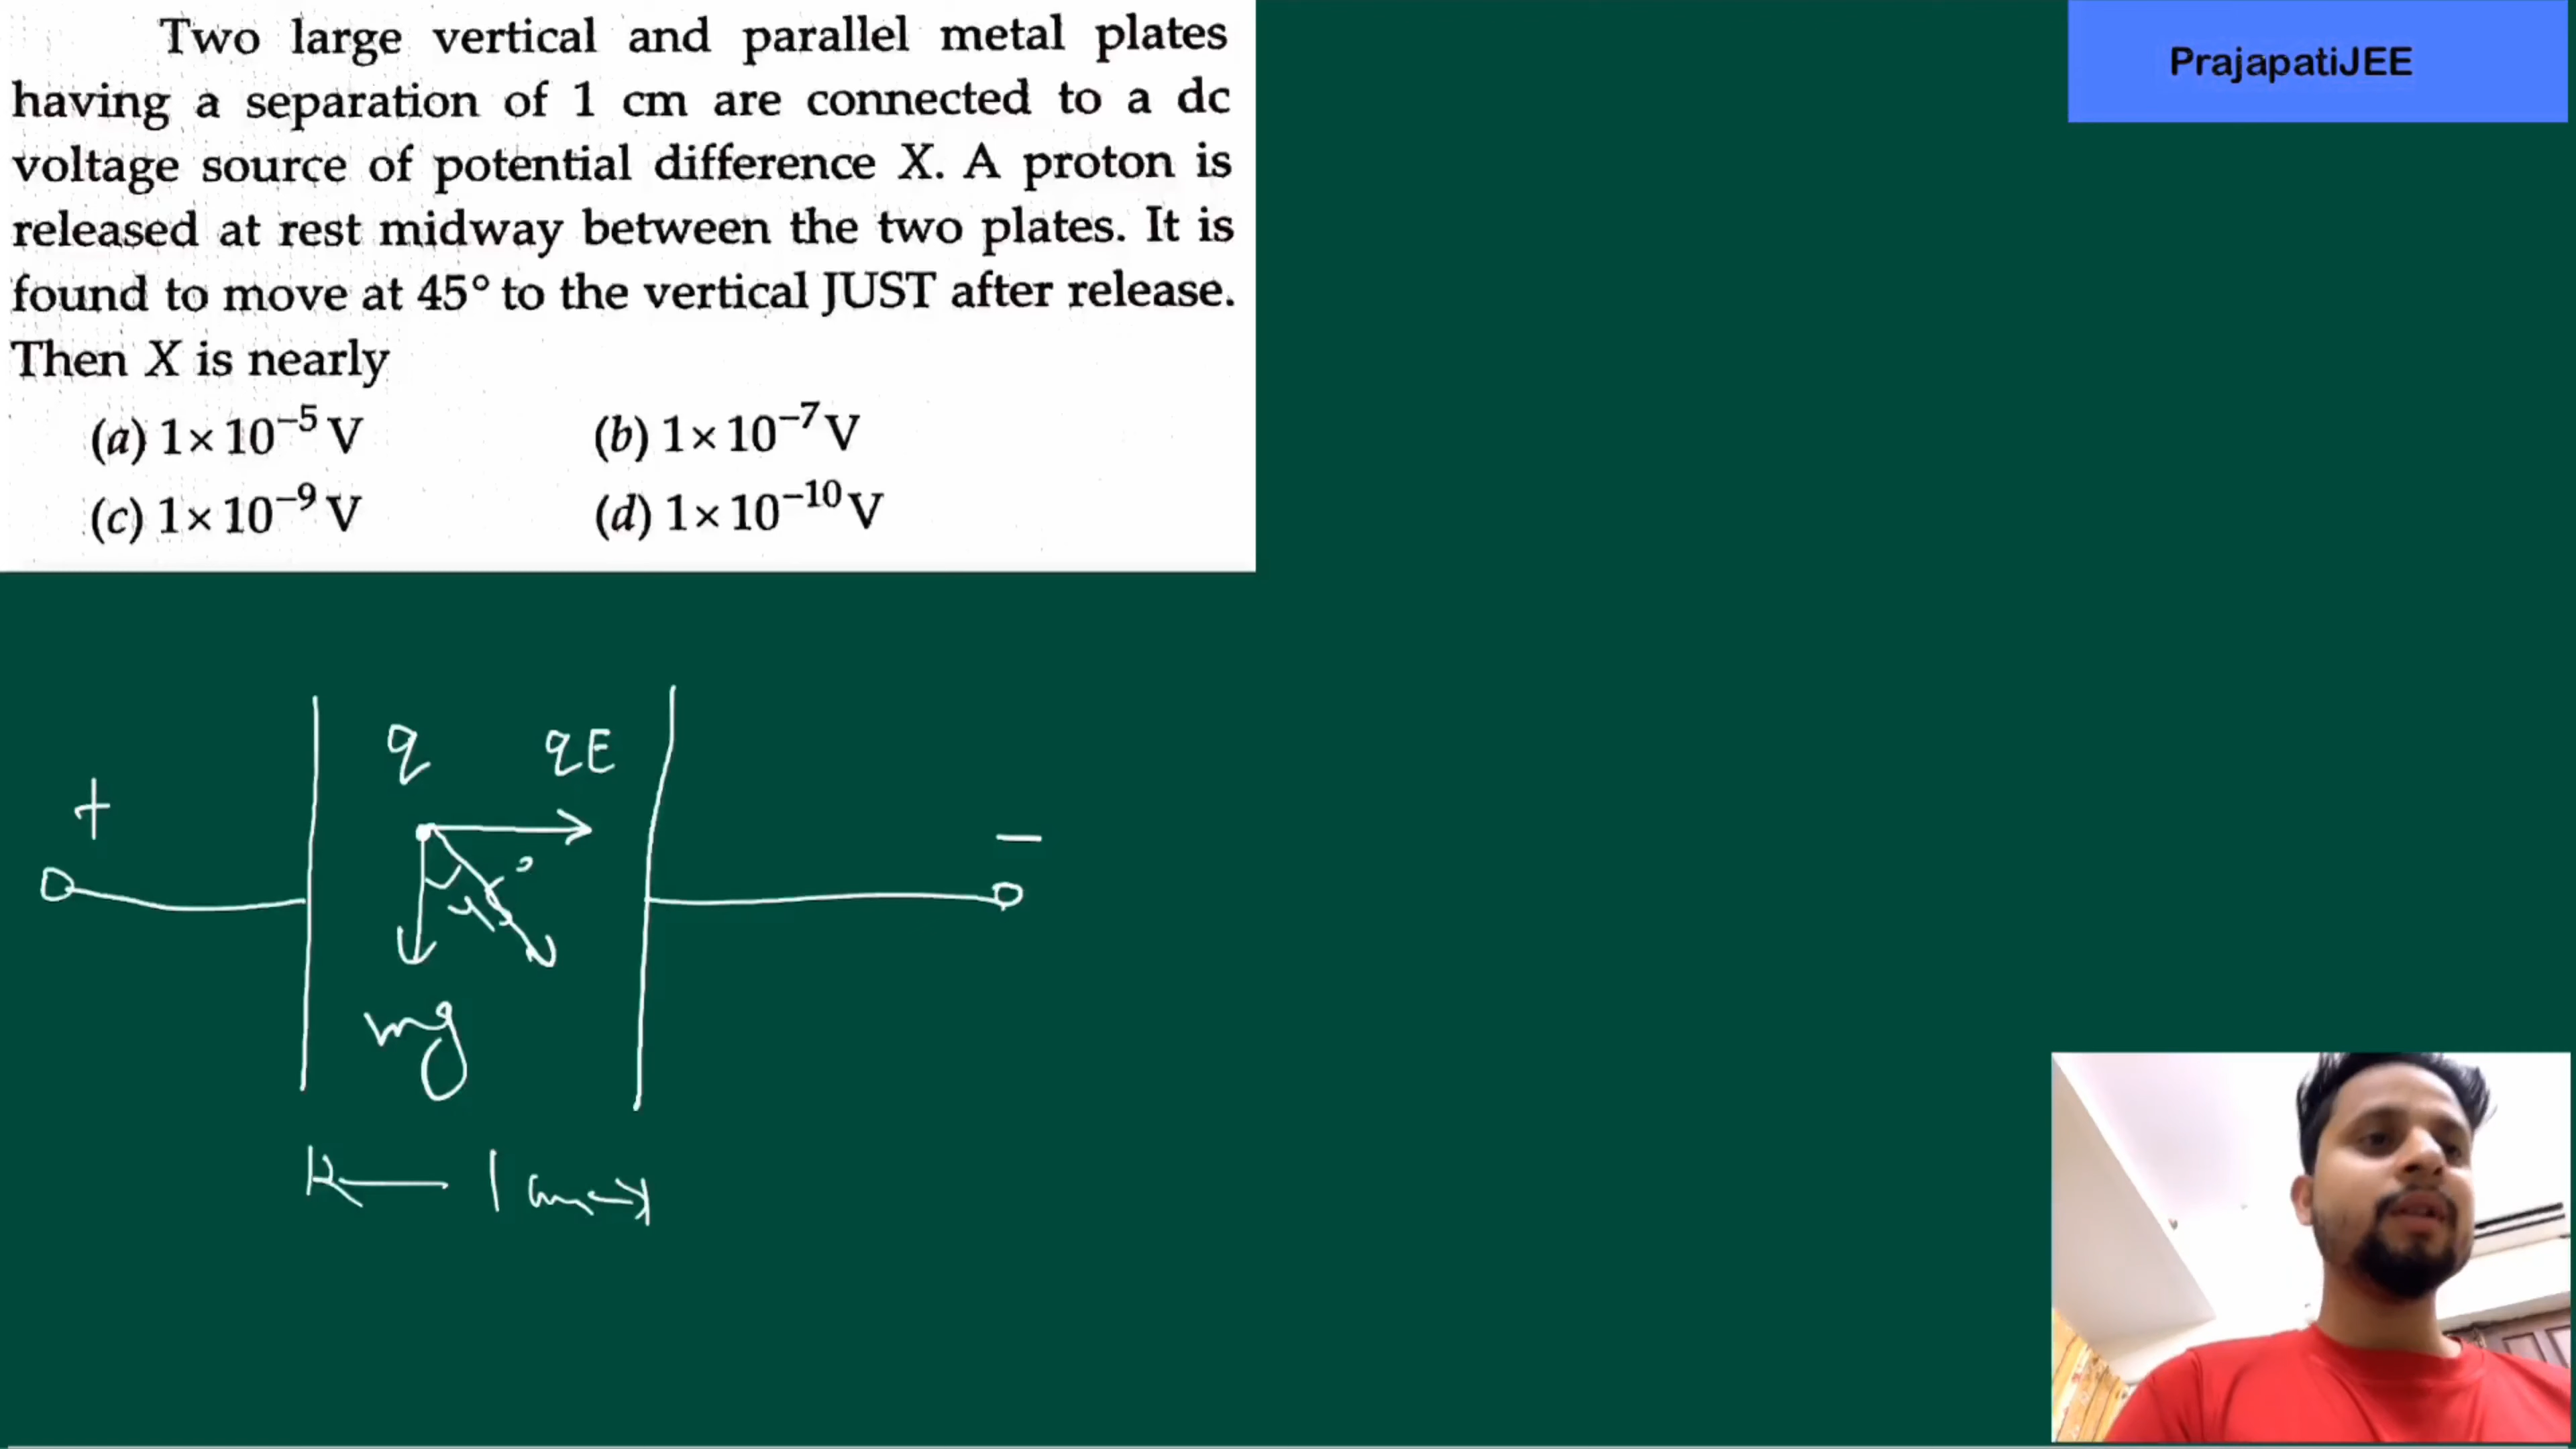 Two large vertical and parallel metal plates
having a separation of 1 cm are connected to a dc
voltage source of potential difference X. A proton is
released at rest midway between the two plates. It is
found to move at 45° to the vertical JUST after release.
Then X is nearly
(a) 1×10⁻⁵ V (b) 1×10⁻⁷ V
(c) 1×10⁻⁹ V (d) 1×10⁻¹⁰ V
PrajapatiJEE
q qE
+
−
45°
mg
1 cm